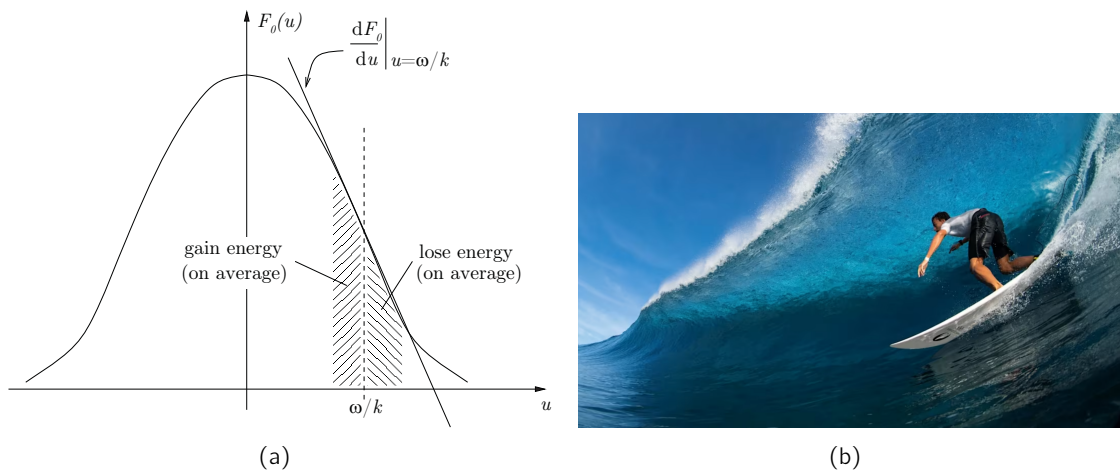 F₀(u)
dF₀
du
u=ω/k
gain energy
(on average)
lose energy
(on average)
ω/k
u
(a)
(b)